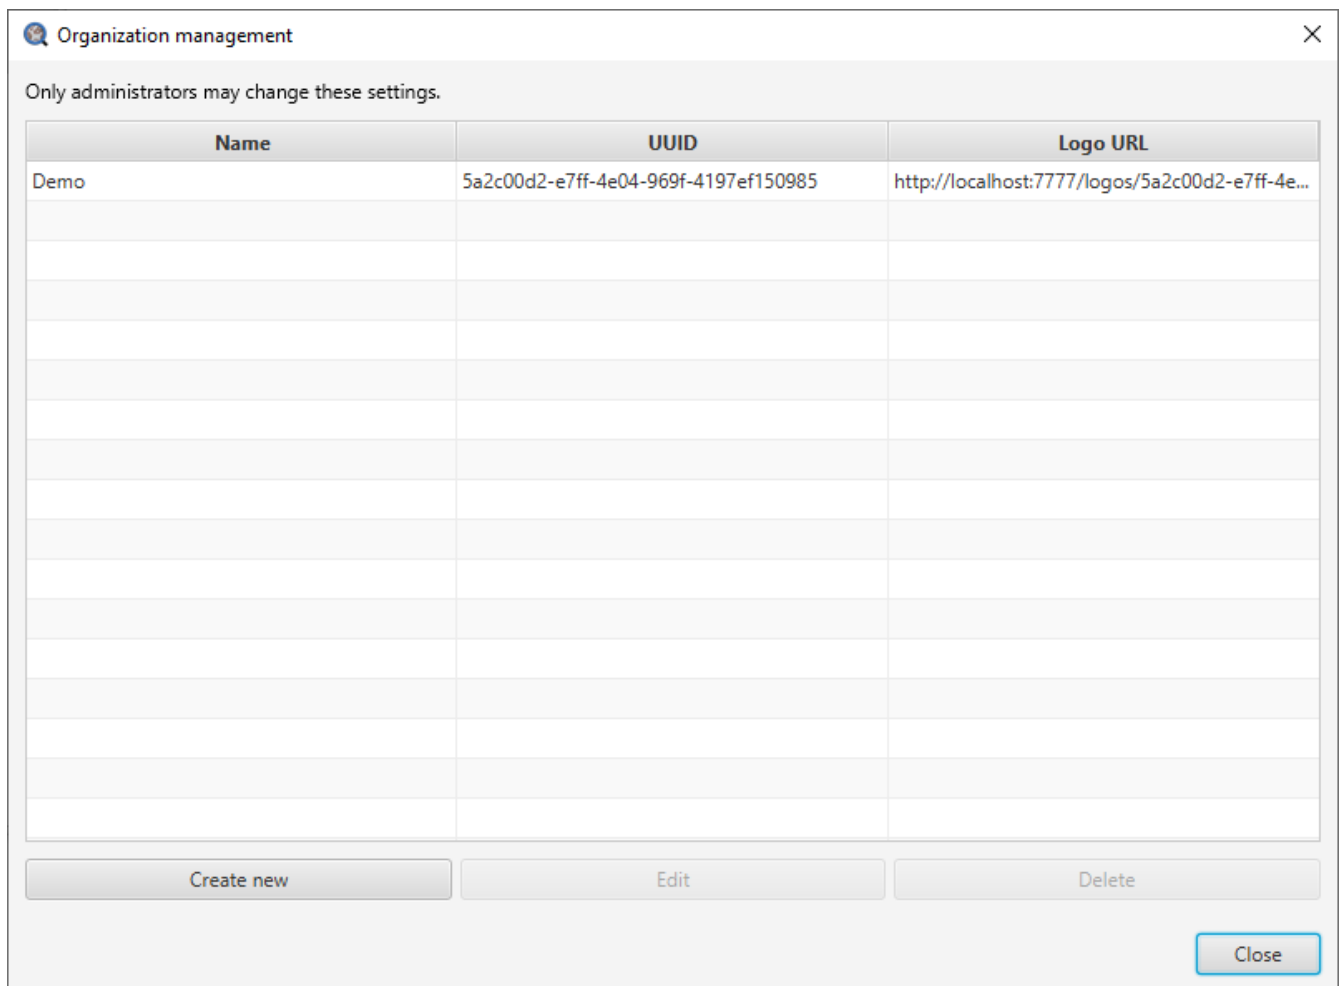 Organization management
Only administrators may change these settings.
Name UUID Logo URL
Demo 5a2c00d2-e7ff-4e04-969f-4197ef150985 http://localhost:7777/logos/5a2c00d2-e7ff-4e...
Create new Edit Delete
Close